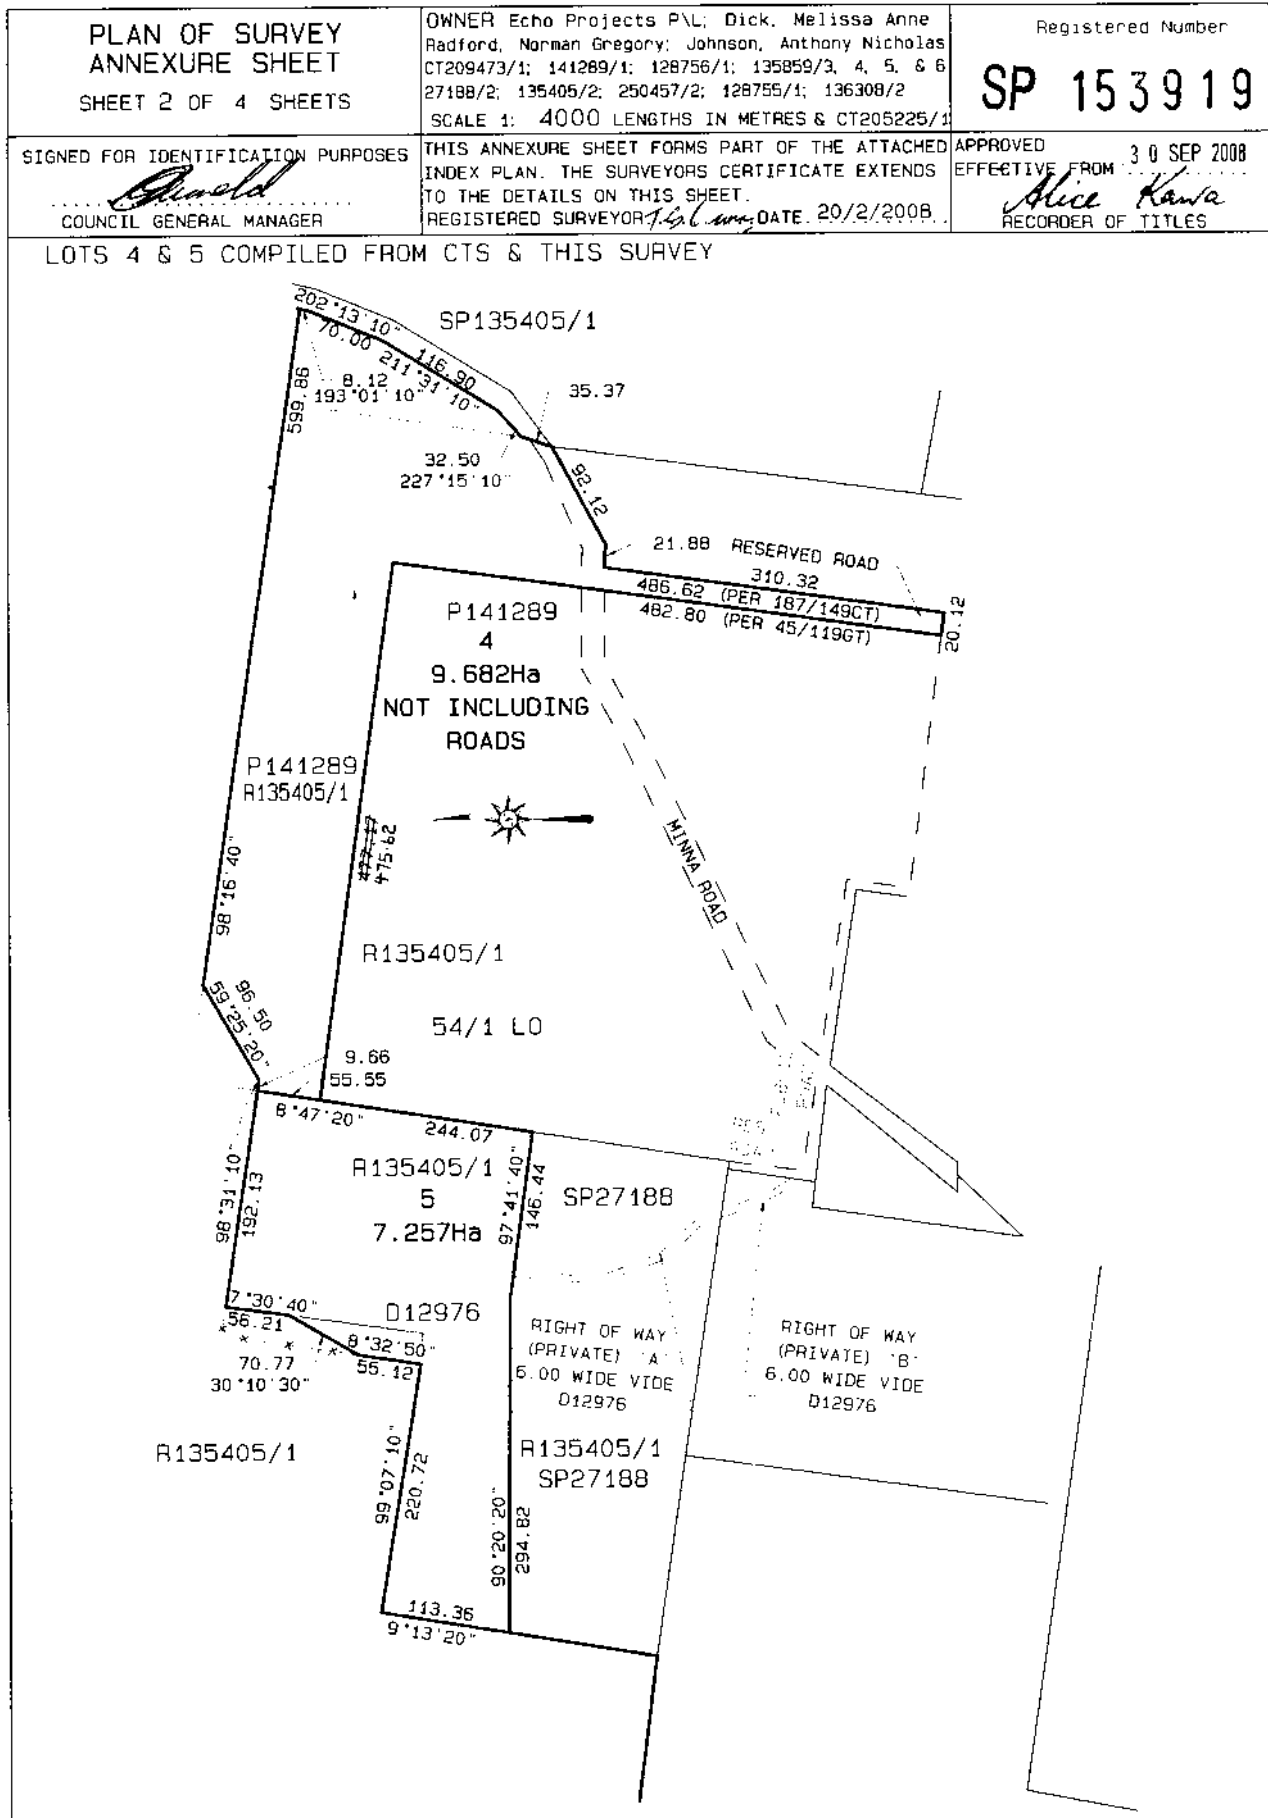 PLAN OF SURVEY
ANNEXURE SHEET
SHEET 2 OF 4 SHEETS
OWNER Echo Projects P\L; Dick, Melissa Anne
Radford, Norman Gregory; Johnson, Anthony Nicholas
CT209473/1; 141289/1; 128756/1; 135859/3, 4, 5, & 6
27188/2; 135405/2; 250457/2; 128755/1; 136308/2
SCALE 1: 4000 LENGTHS IN METRES & CT205225/1
Registered Number
SP 153919
SIGNED FOR IDENTIFICATION PURPOSES
COUNCIL GENERAL MANAGER
THIS ANNEXURE SHEET FORMS PART OF THE ATTACHED
INDEX PLAN. THE SURVEYORS CERTIFICATE EXTENDS
TO THE DETAILS ON THIS SHEET.
REGISTERED SURVEYOR DATE. 20/2/2008
APPROVED
EFFECTIVE FROM 30 SEP 2008
Alice Kawa
RECORDER OF TITLES
LOTS 4 & 5 COMPILED FROM CTS & THIS SURVEY
202°13'10"
70.00
SP135405/1
116.90
211°31'10"
8.12
193°01'10"
35.37
599.86
32.50
227°15'10"
92.12
21.88 RESERVED ROAD
310.32
486.62 (PER 187/149CT)
482.80 (PER 45/119GT)
20.12
P141289
4
9.682Ha
NOT INCLUDING
ROADS
P141289
R135405/1
475.62
MINNA ROAD
98°16'40"
R135405/1
54/1 LO
96.50
59°25'20"
9.66
55.55
8°47'20"
244.07
R135405/1
5
7.257Ha
98°31'10"
192.13
97°41'40"
146.44
SP27188
7°30'40"
56.21
D12976
8°32'50"
55.12
70.77
30°10'30"
RIGHT OF WAY
(PRIVATE) 'A'
6.00 WIDE VIDE
D12976
RIGHT OF WAY
(PRIVATE) 'B'
6.00 WIDE VIDE
D12976
R135405/1
R135405/1
SP27188
99°07'10"
220.72
90°20'20"
294.82
113.36
9°13'20"